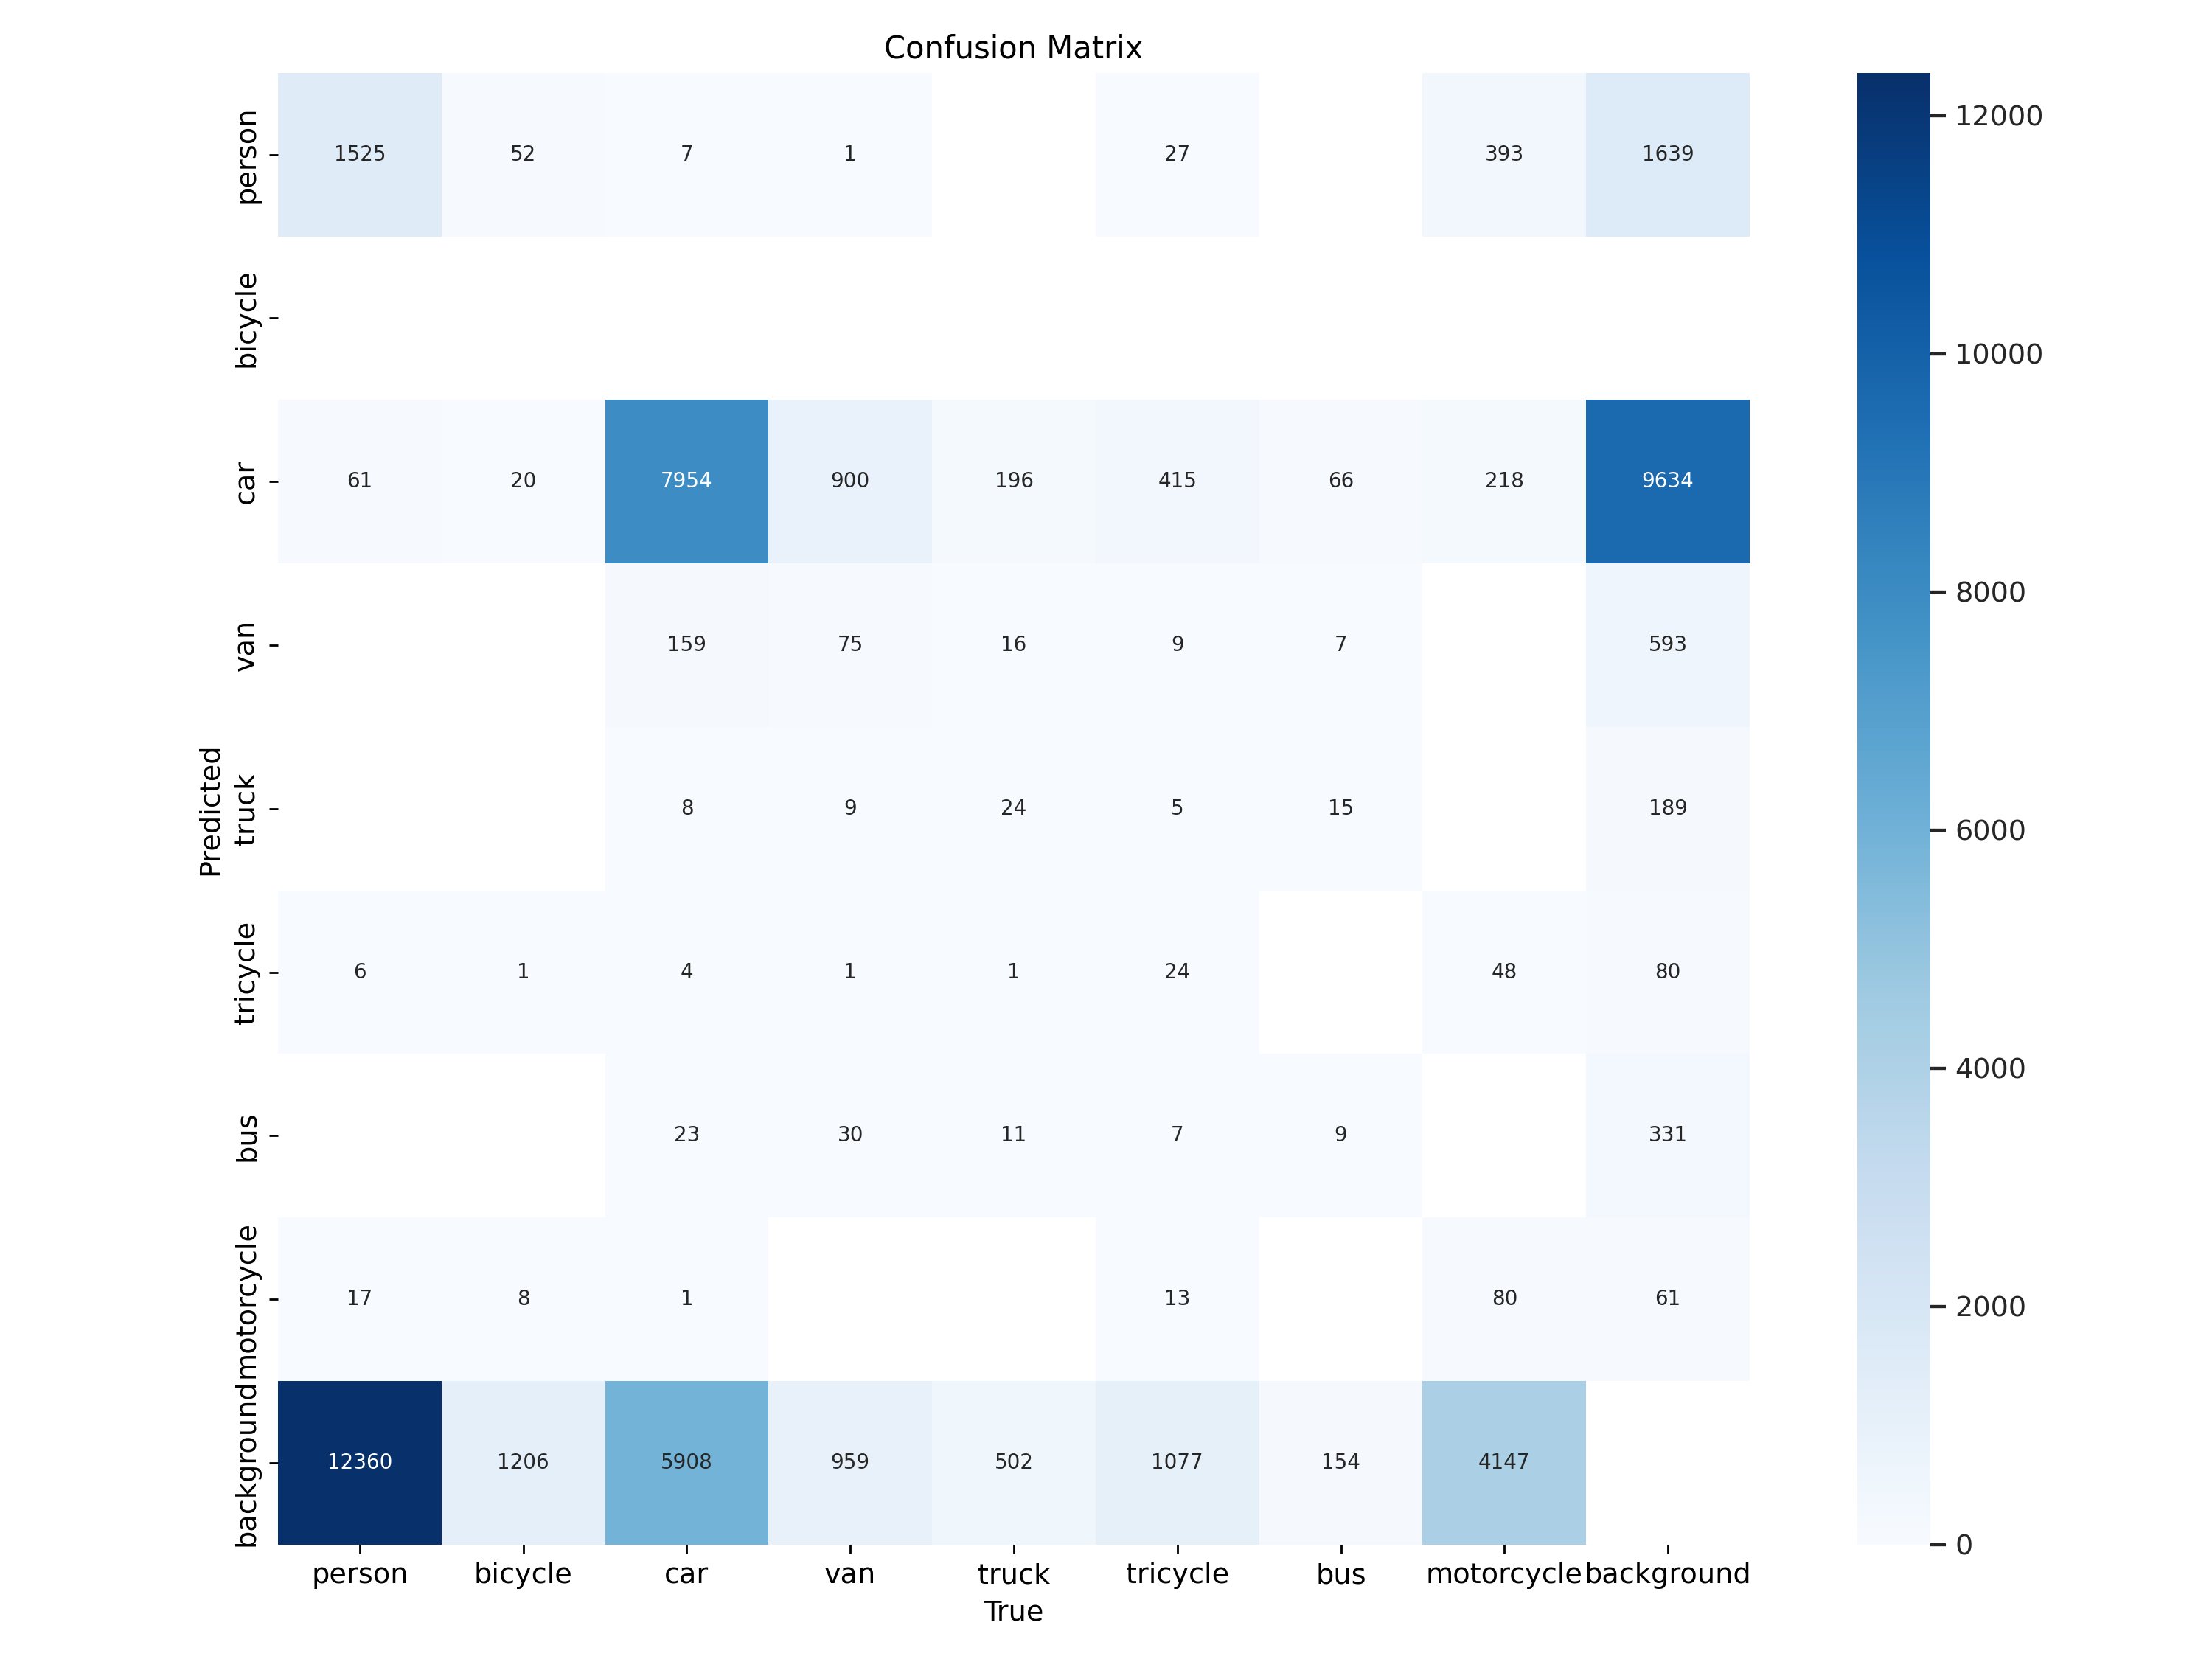 Confusion Matrix
person 1525 52 7 1 27 393 1639
bicycle
car 61 20 7954 900 196 415 66 218 9634
van 159 75 16 9 7 593
truck 8 9 24 5 15 189
tricycle 6 1 4 1 1 24 48 80
bus 23 30 11 7 9 331
motorcycle 17 8 1 13 80 61
background 12360 1206 5908 959 502 1077 154 4147
Predicted
person bicycle car van truck tricycle bus motorcycle background
True
12000
10000
8000
6000
4000
2000
0